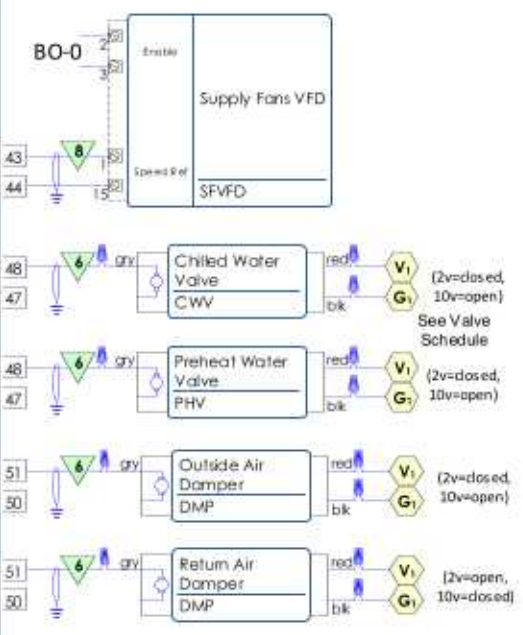 BO-0
2
3
Enable
Supply Fans VFD
43
8
1
44
15
Speed Ref
SFVFD
48
6
gry
Chilled Water
Valve
CWV
red
V1
(2v=closed,
10v=open)
47
blk
G1
See Valve
Schedule
48
6
gry
Preheat Water
Valve
PHV
red
V1
(2v=closed,
10v=open)
47
blk
G1
51
6
gry
Outside Air
Damper
DMP
red
V1
(2v=closed,
10v=open)
50
blk
G1
51
6
gry
Return Air
Damper
DMP
red
V1
(2v=open,
10v=closed)
50
blk
G1